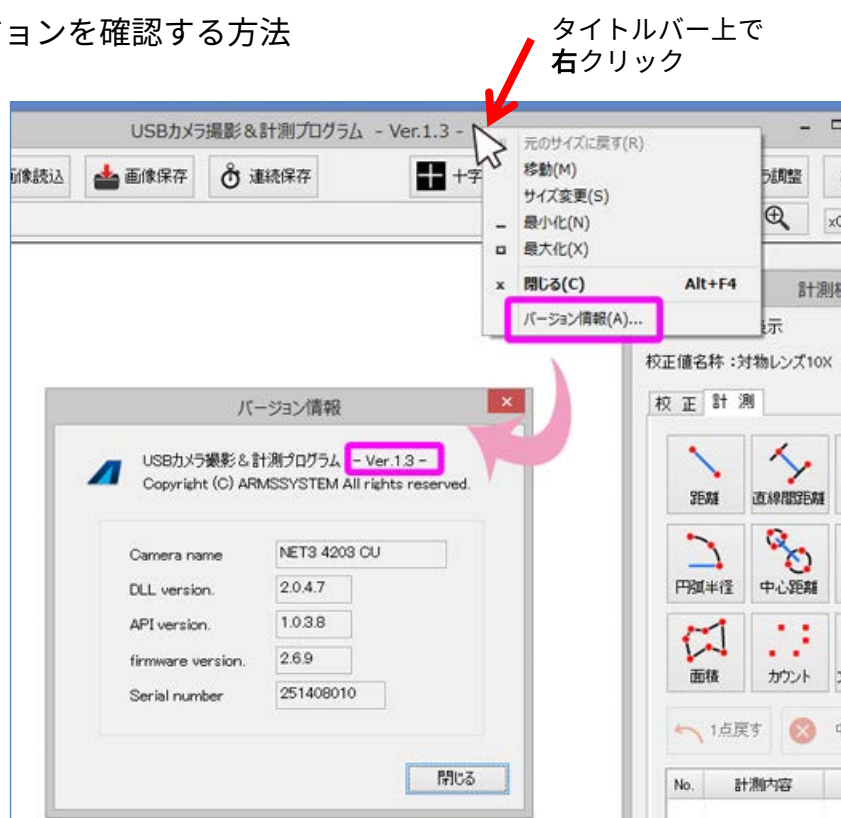 ョンを確認する方法
タイトルバー上で
右クリック
USBカメラ撮影＆計測プログラム - Ver.1.3 -
元のサイズに戻す(R)
移動(M)
サイズ変更(S)
最小化(N)
最大化(X)
閉じる(C) Alt+F4
バージョン情報(A)...
画像読込 画像保存 連続保存 十字 調整
計測
表示
校正値名称：対物レンズ10X
校 正 計 測
距離 直線間距離
円弧半径 中心距離
面積 カウント
1点戻す
No. 計測内容
バージョン情報
USBカメラ撮影＆計測プログラム - Ver.1.3 -
Copyright (C) ARMSSYSTEM All rights reserved.
Camera name NET3 4203 CU
DLL version. 2.0.4.7
API version. 1.0.3.8
firmware version. 2.6.9
Serial number 251408010
閉じる